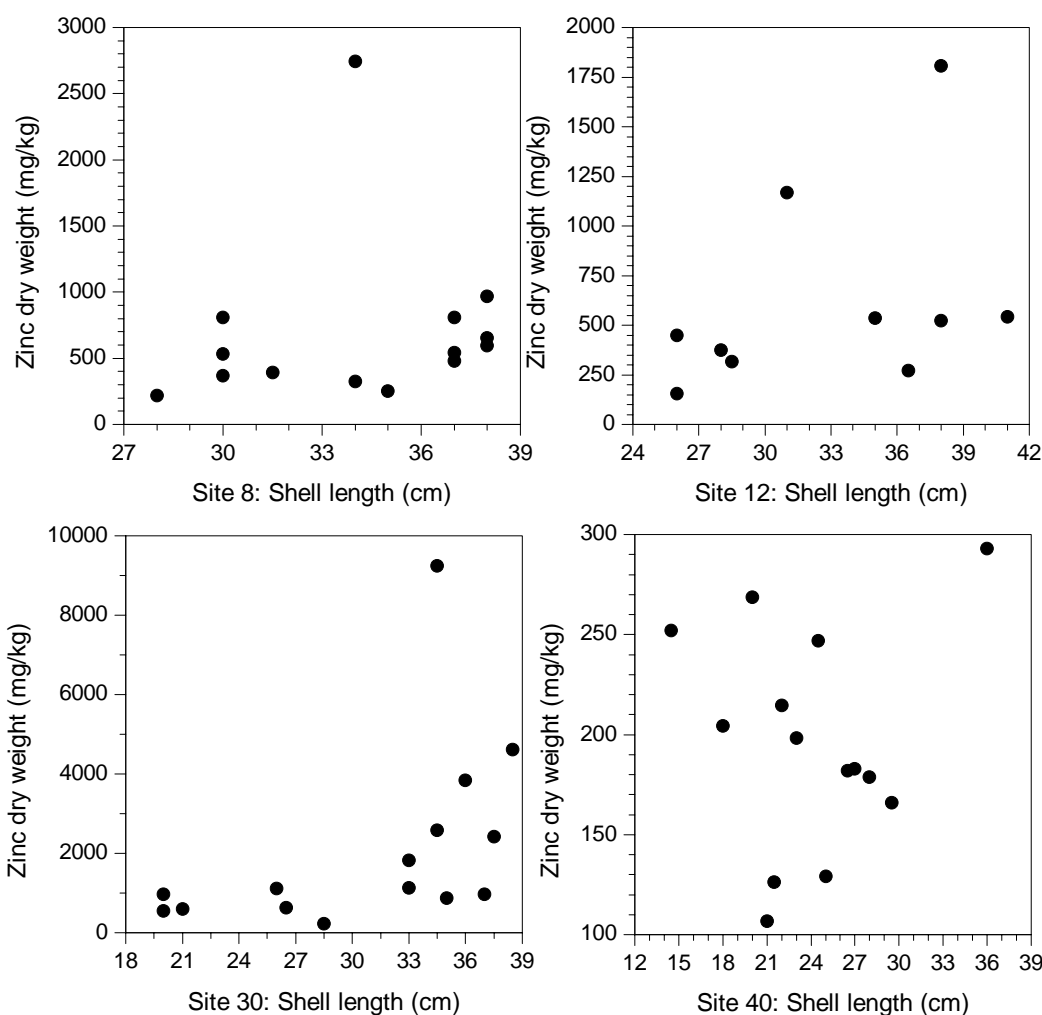 3000
2500
2000
1500
1000
500
0
Zinc dry weight (mg/kg)
27 30 33 36 39
Site 8: Shell length (cm)
2000
1750
1500
1250
1000
750
500
250
0
Zinc dry weight (mg/kg)
24 27 30 33 36 39 42
Site 12: Shell length (cm)
10000
8000
6000
4000
2000
0
Zinc dry weight (mg/kg)
18 21 24 27 30 33 36 39
Site 30: Shell length (cm)
300
250
200
150
100
Zinc dry weight (mg/kg)
12 15 18 21 24 27 30 33 36 39
Site 40: Shell length (cm)